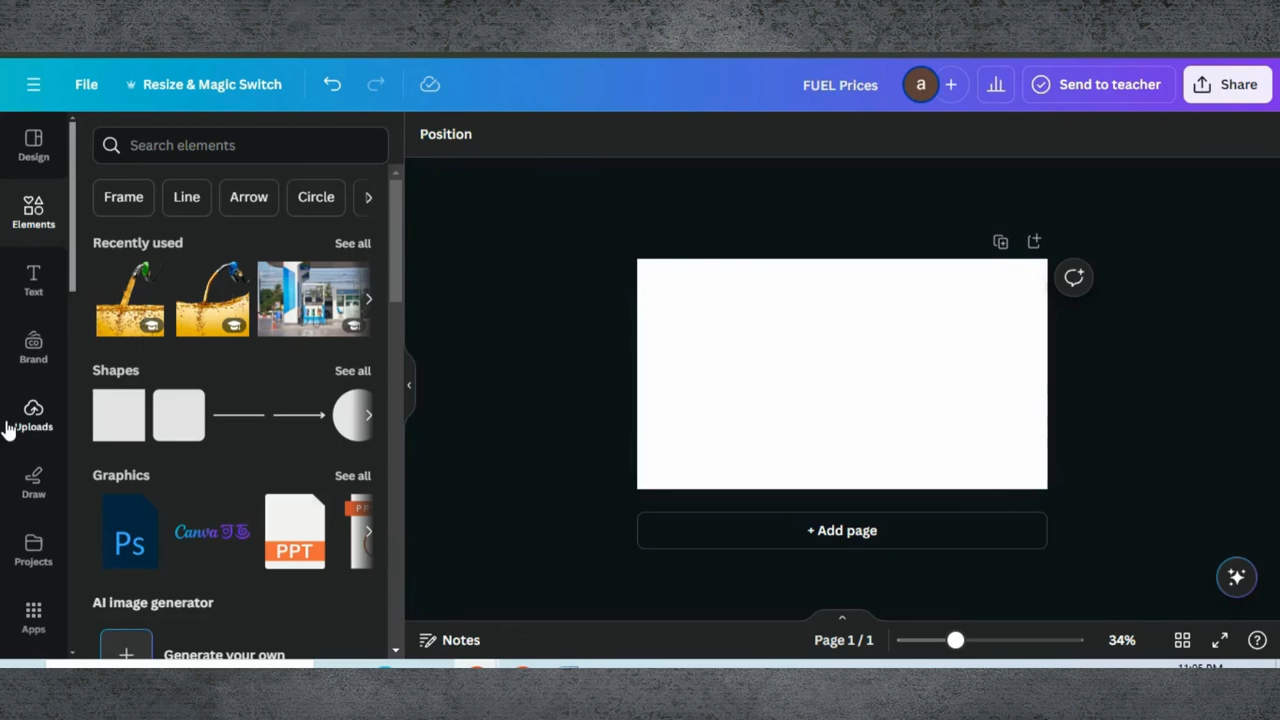 File
Resize & Magic Switch
FUEL Prices
a
Send to teacher
Share
Design
Elements
Text
Brand
Uploads
Draw
Projects
Apps
Search elements
Frame
Line
Arrow
Circle
Recently used
See all
Shapes
See all
Graphics
See all
Ps
Canva
PPT
PP
AI image generator
Generate your own
Position
+ Add page
Notes
Page 1 / 1
34%